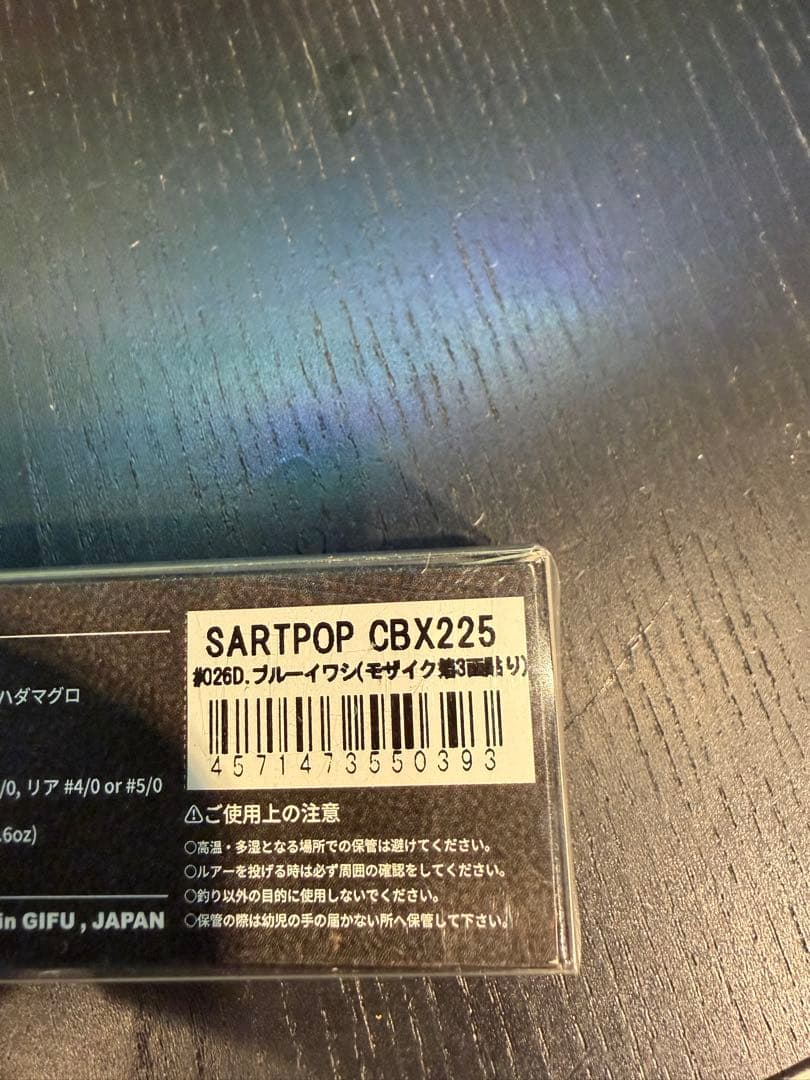 SARTPOP CBX225
#026D.ブルーイワシ(モザイク箔3面貼り)
4571473550393
ハダマグロ
/0, リア #4/0 or #5/0
.6oz)
in GIFU , JAPAN
⚠ご使用上の注意
○高温・多湿となる場所での保管は避けてください。
○ルアーを投げる時は必ず周囲の確認をしてください。
○釣り以外の目的に使用しないでください。
○保管の際は幼児の手の届かない所へ保管して下さい。